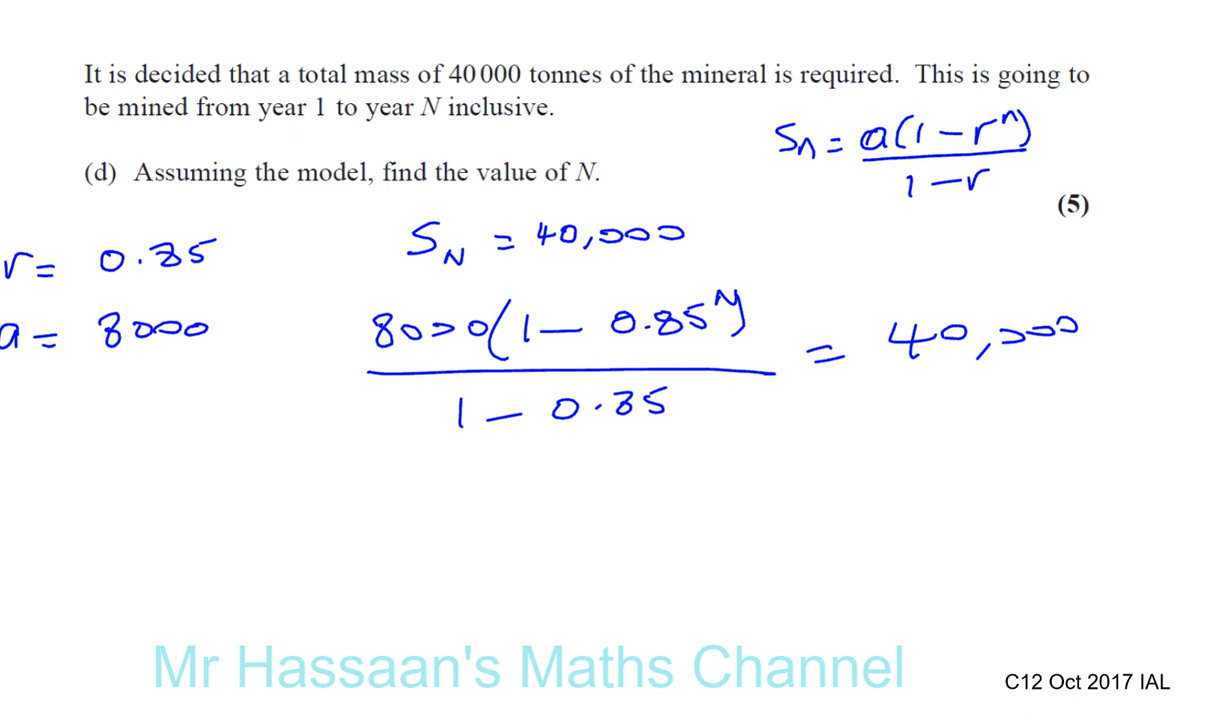 It is decided that a total mass of 40 000 tonnes of the mineral is required. This is going to
be mined from year 1 to year N inclusive.
Sn = a(1 – rⁿ) / 1 – r
(d) Assuming the model, find the value of N.
(5)
r = 0.85
S_N = 40,000
a = 8000
8000(1 – 0.85^N) / 1 – 0.85 = 40,000
Mr Hassaan's Maths Channel
C12 Oct 2017 IAL